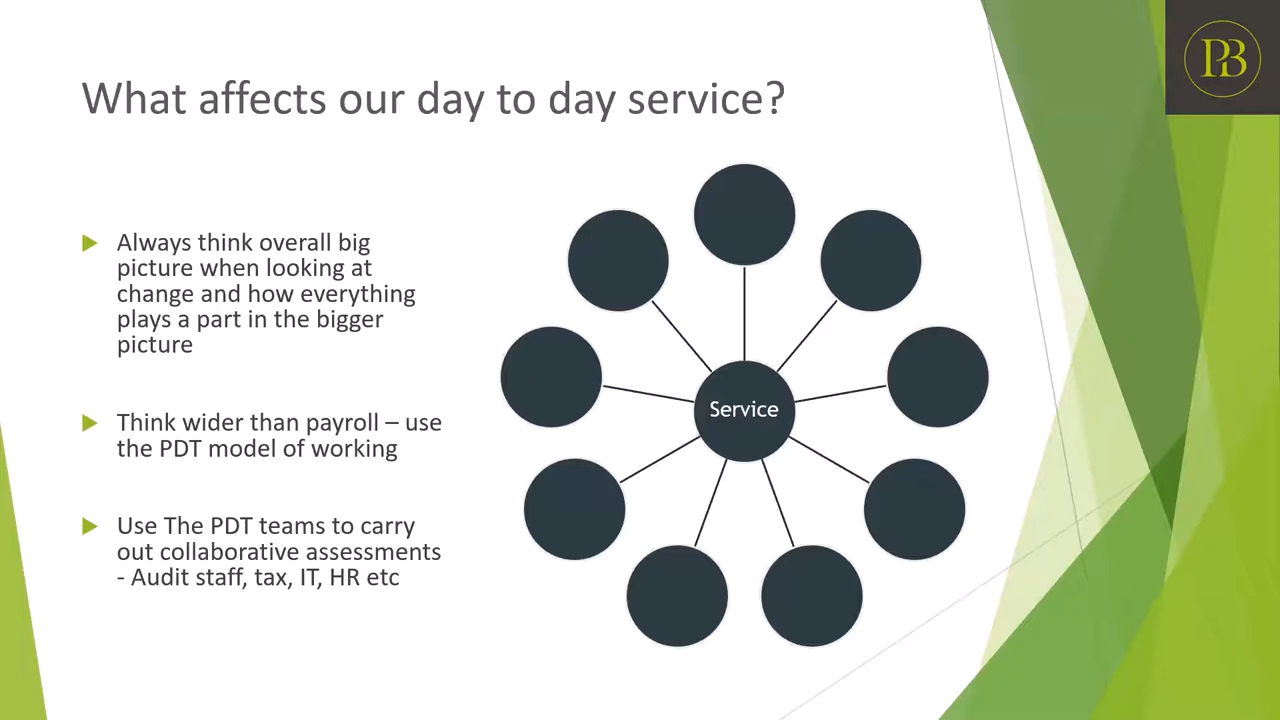 What affects our day to day service?
Always think overall big
picture when looking at
change and how everything
plays a part in the bigger
picture
Think wider than payroll – use
the PDT model of working
Use The PDT teams to carry
out collaborative assessments
- Audit staff, tax, IT, HR etc
Service
PB